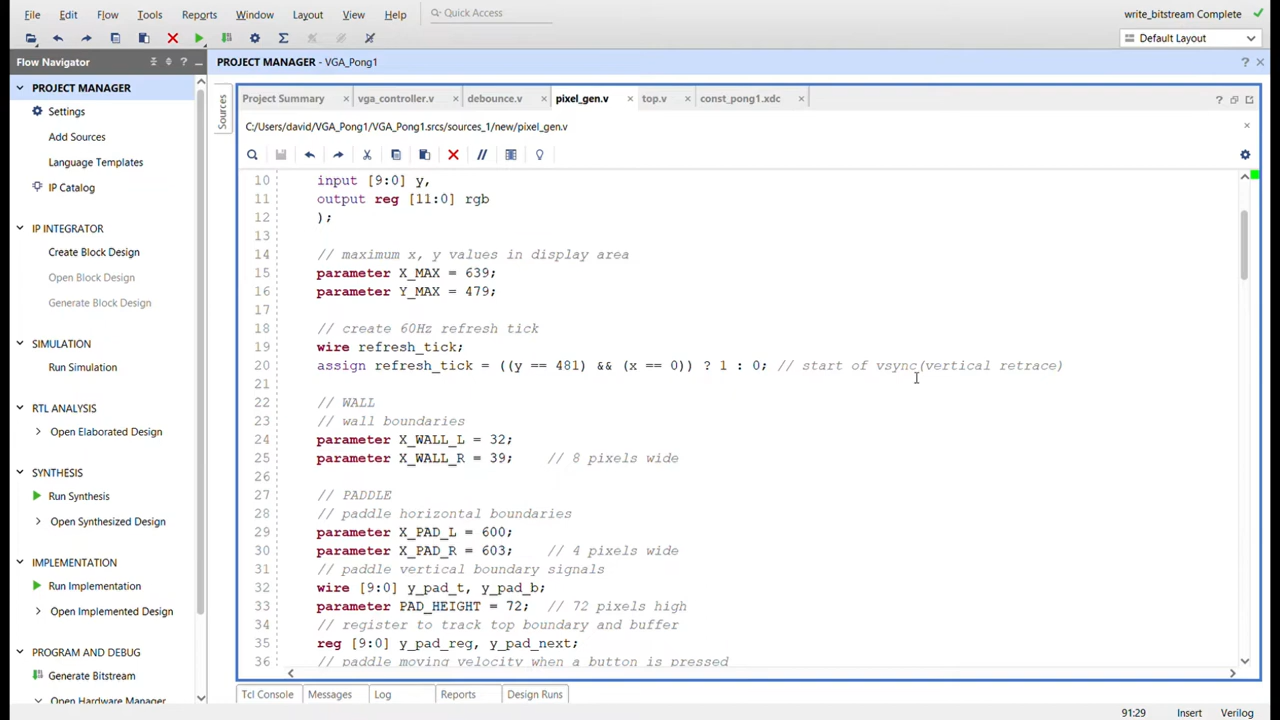 File Edit Flow Tools Reports Window Layout View Help Quick Access write_bitstream Complete
Default Layout
Flow Navigator
PROJECT MANAGER - VGA_Pong1
PROJECT MANAGER
Settings
Add Sources
Language Templates
IP Catalog
IP INTEGRATOR
Create Block Design
Open Block Design
Generate Block Design
SIMULATION
Run Simulation
RTL ANALYSIS
Open Elaborated Design
SYNTHESIS
Run Synthesis
Open Synthesized Design
IMPLEMENTATION
Run Implementation
Open Implemented Design
PROGRAM AND DEBUG
Generate Bitstream
Open Hardware Manager
Sources
Project Summary vga_controller.v debounce.v pixel_gen.v top.v const_pong1.xdc
C:/Users/david/VGA_Pong1/VGA_Pong1.srcs/sources_1/new/pixel_gen.v
10 input [9:0] y,
11 output reg [11:0] rgb
12 );
13
14 // maximum x, y values in display area
15 parameter X_MAX = 639;
16 parameter Y_MAX = 479;
17
18 // create 60Hz refresh tick
19 wire refresh_tick;
20 assign refresh_tick = ((y == 481) && (x == 0)) ? 1 : 0; // start of vsync(vertical retrace)
21
22 // WALL
23 // wall boundaries
24 parameter X_WALL_L = 32;
25 parameter X_WALL_R = 39; // 8 pixels wide
26
27 // PADDLE
28 // paddle horizontal boundaries
29 parameter X_PAD_L = 600;
30 parameter X_PAD_R = 603; // 4 pixels wide
31 // paddle vertical boundary signals
32 wire [9:0] y_pad_t, y_pad_b;
33 parameter PAD_HEIGHT = 72; // 72 pixels high
34 // register to track top boundary and buffer
35 reg [9:0] y_pad_reg, y_pad_next;
36 // paddle moving velocity when a button is pressed
Tcl Console Messages Log Reports Design Runs
91:29 Insert Verilog